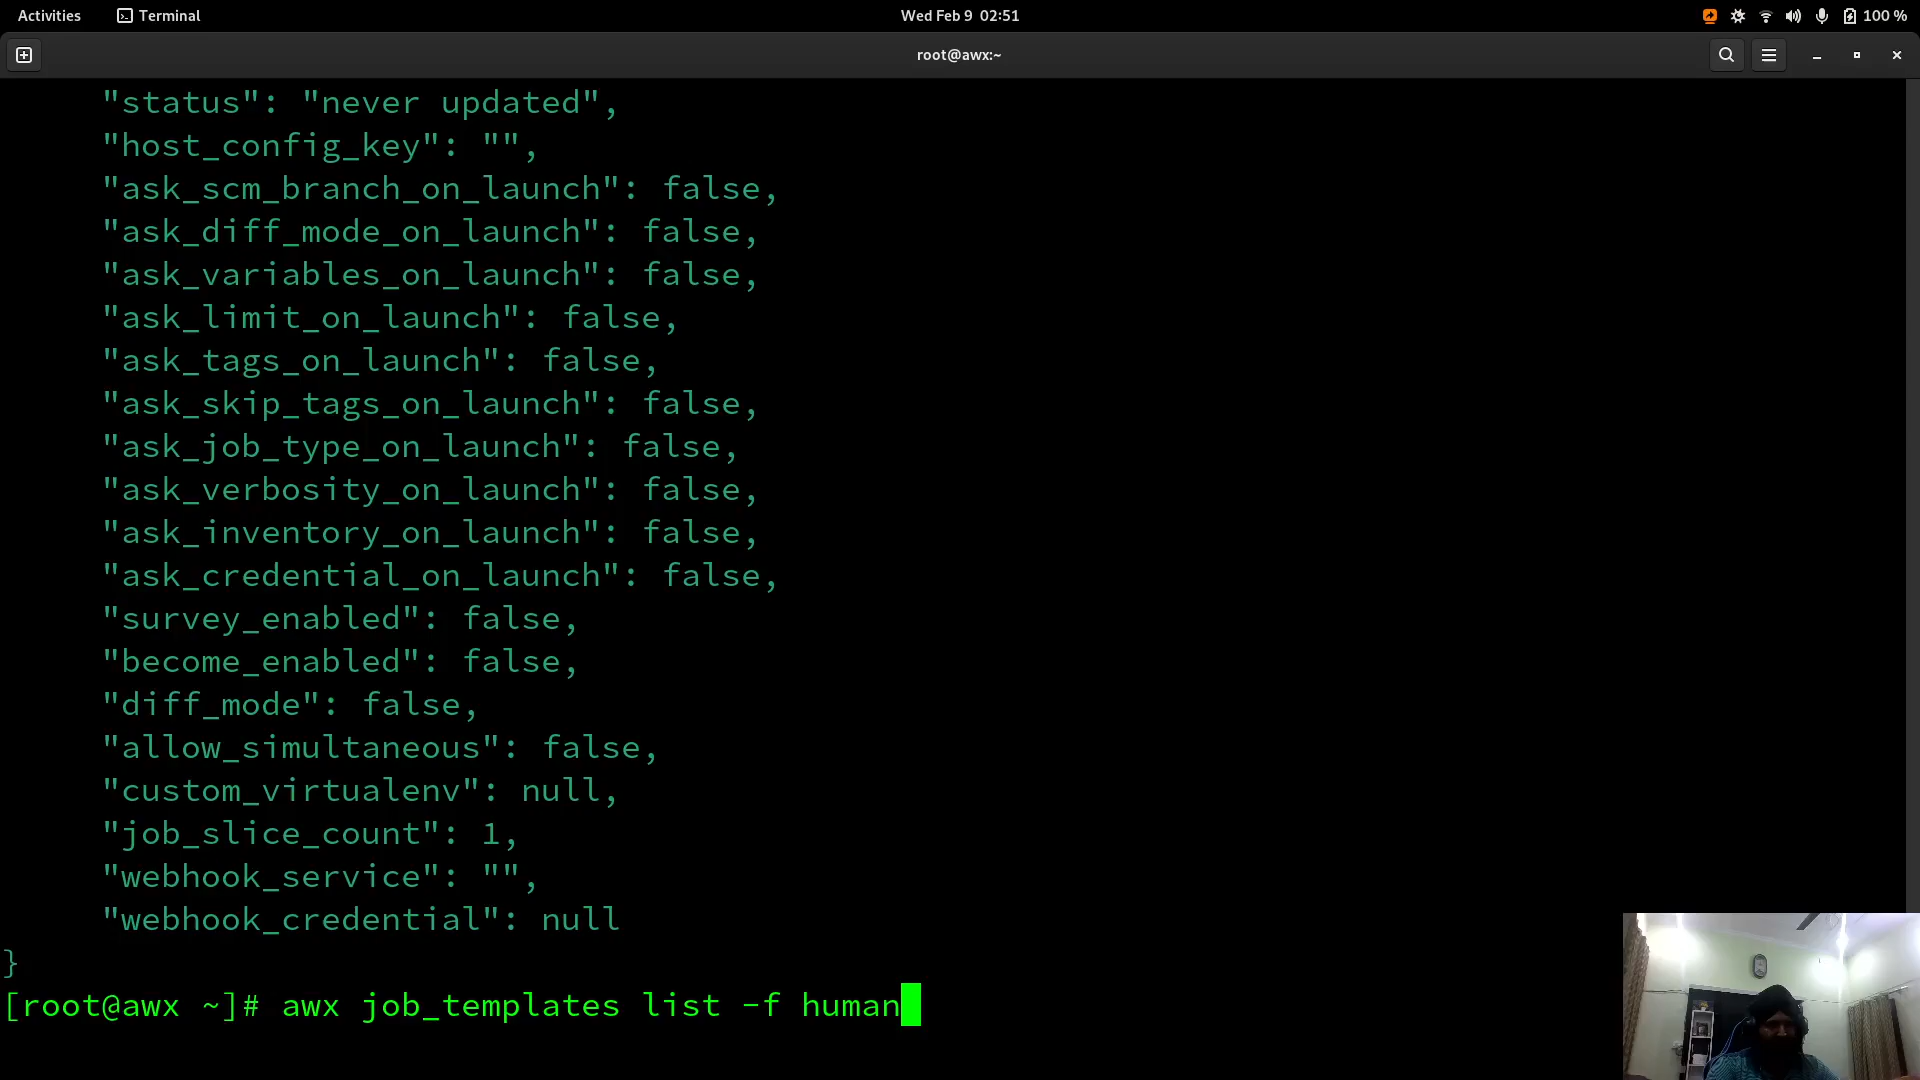 Activities
Terminal
Wed Feb 9 02:51
100 %
root@awx:~
"status": "never updated",
"host_config_key": "",
"ask_scm_branch_on_launch": false,
"ask_diff_mode_on_launch": false,
"ask_variables_on_launch": false,
"ask_limit_on_launch": false,
"ask_tags_on_launch": false,
"ask_skip_tags_on_launch": false,
"ask_job_type_on_launch": false,
"ask_verbosity_on_launch": false,
"ask_inventory_on_launch": false,
"ask_credential_on_launch": false,
"survey_enabled": false,
"become_enabled": false,
"diff_mode": false,
"allow_simultaneous": false,
"custom_virtualenv": null,
"job_slice_count": 1,
"webhook_service": "",
"webhook_credential": null
}
[root@awx ~]# awx job_templates list -f human